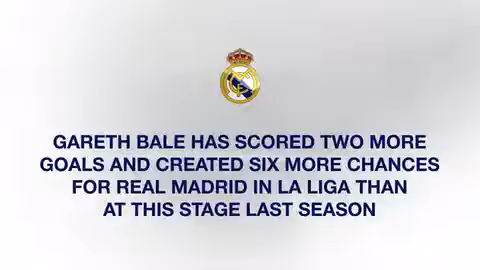 GARETH BALE HAS SCORED TWO MORE
GOALS AND CREATED SIX MORE CHANCES
FOR REAL MADRID IN LA LIGA THAN
AT THIS STAGE LAST SEASON